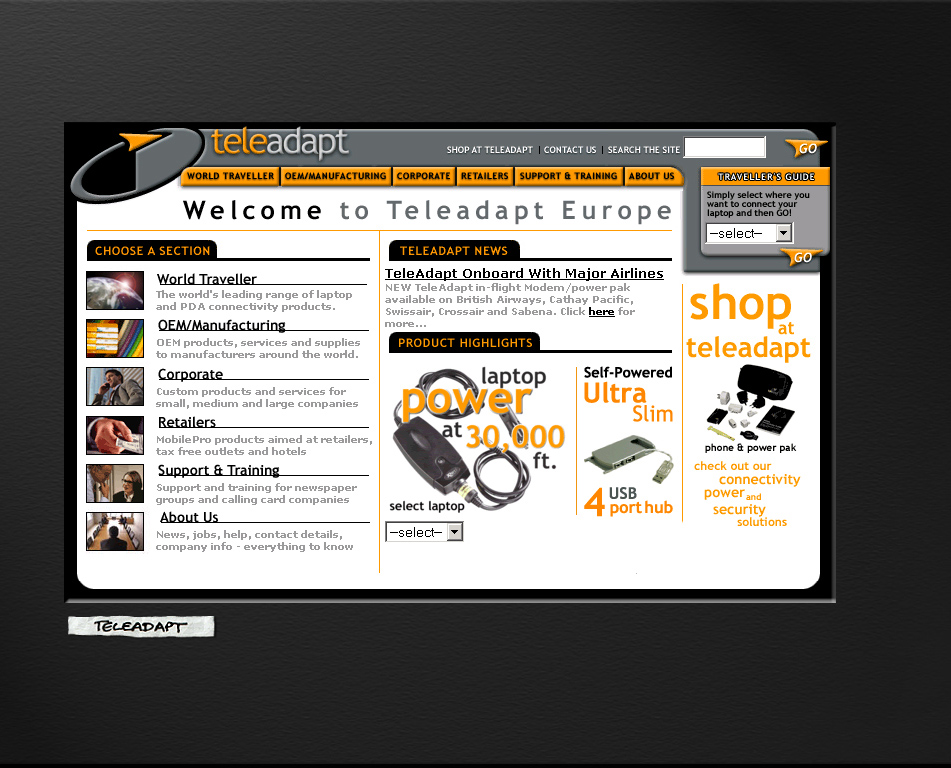 teleadapt
SHOP AT TELEADAPT | CONTACT US | SEARCH THE SITE
GO
WORLD TRAVELLER
OEM/MANUFACTURING
CORPORATE
RETAILERS
SUPPORT & TRAINING
ABOUT US
TRAVELLER'S GUIDE
Simply select where you
want to connect your
laptop and then GO!
--select--
GO
Welcome to Teleadapt Europe
CHOOSE A SECTION
World Traveller
The world's leading range of laptop
and PDA connectivity products.
OEM/Manufacturing
OEM products, services and supplies
to manufacturers around the world.
Corporate
Custom products and services for
small, medium and large companies
Retailers
MobilePro products aimed at retailers,
tax free outlets and hotels
Support & Training
Support and training for newspaper
groups and calling card companies
About Us
News, jobs, help, contact details,
company info - everything to know
TELEADAPT NEWS
TeleAdapt Onboard With Major Airlines
NEW TeleAdapt in-flight Modem/power pak
available on British Airways, Cathay Pacific,
Swissair, Crossair and Sabena. Click here for
more...
PRODUCT HIGHLIGHTS
laptop
power
at 30,000
ft.
select laptop
--select--
Self-Powered
Ultra
Slim
4 USB
port hub
shop
at
teleadapt
phone & power pak
check out our
connectivity
power and
security
solutions
TELEADAPT